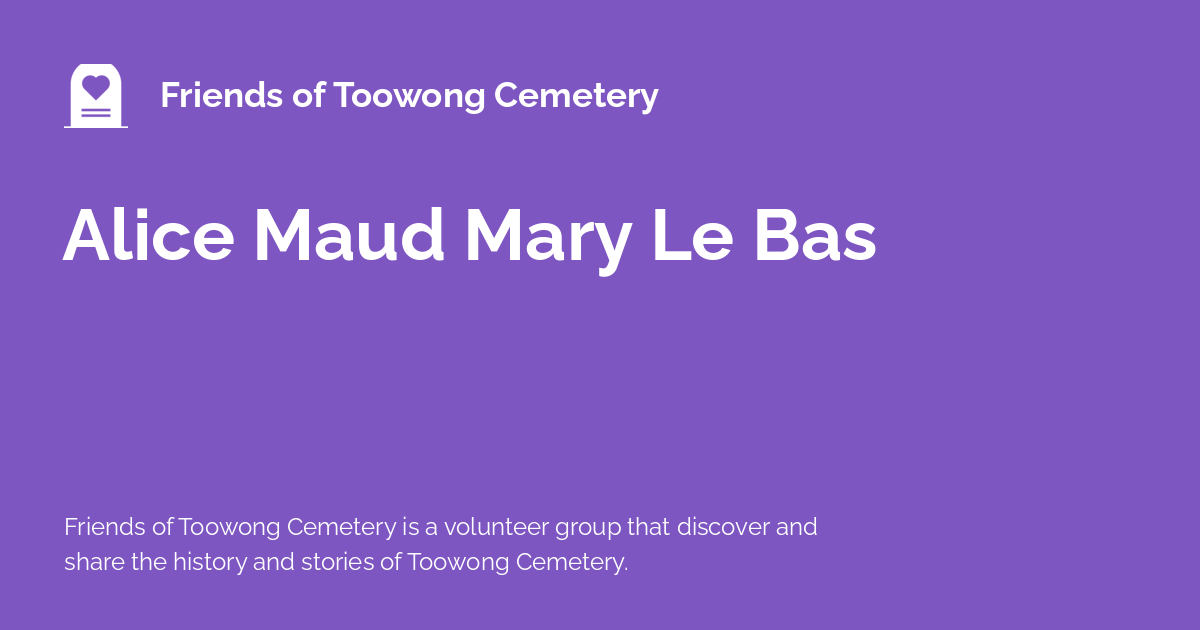 Friends of Toowong Cemetery
Alice Maud Mary Le Bas
Friends of Toowong Cemetery is a volunteer group that discover and
share the history and stories of Toowong Cemetery.